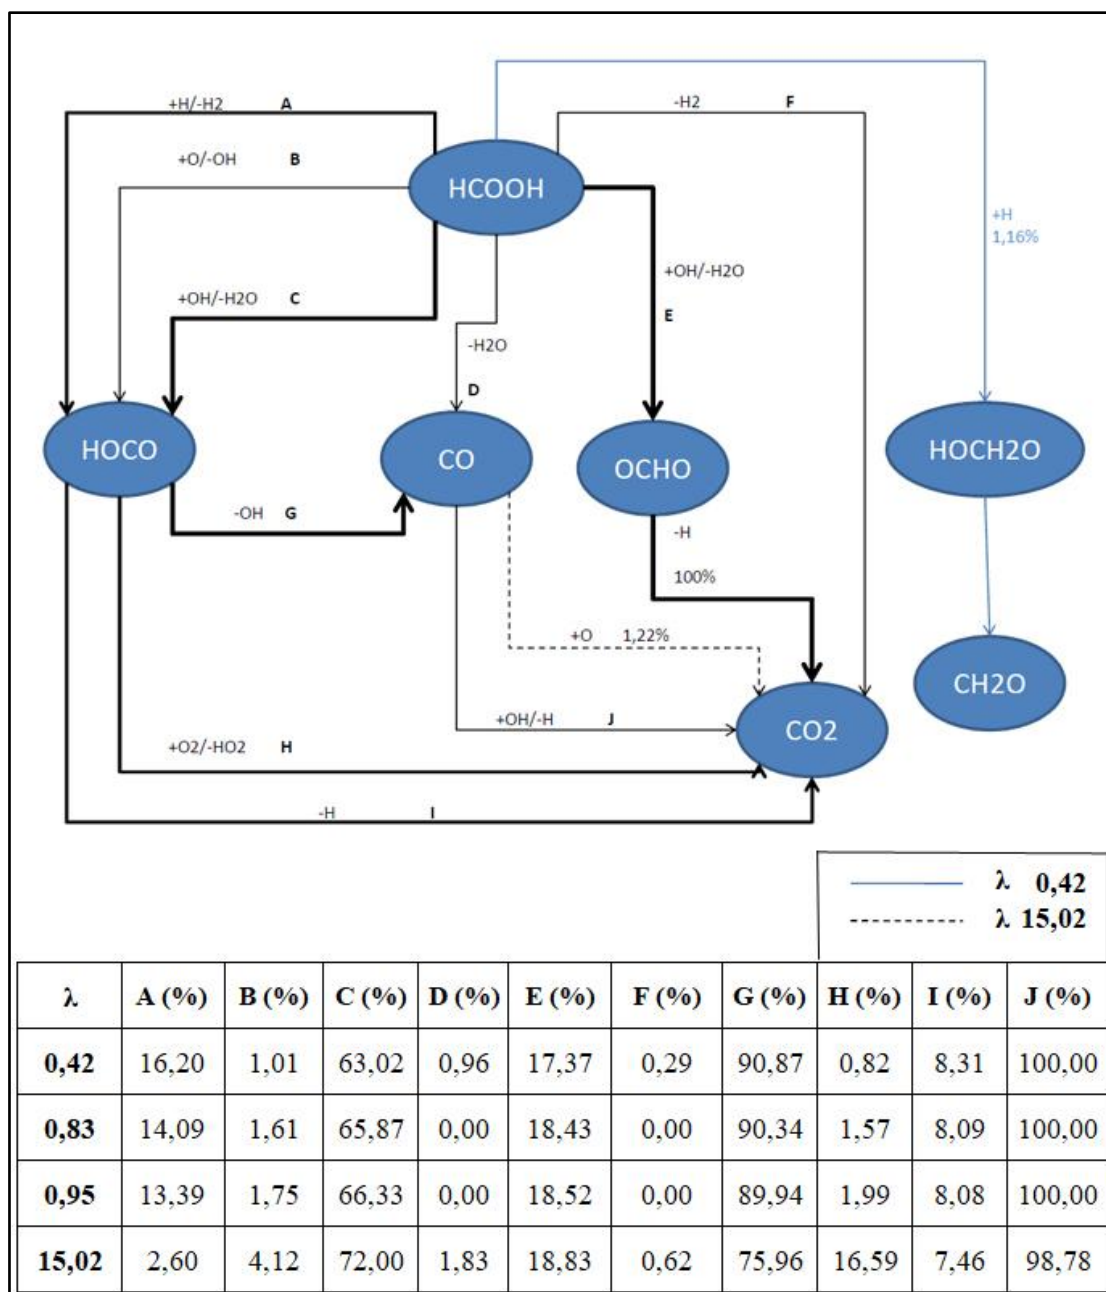 +H/-H2 A
-H2 F
+O/-OH B
HCOOH
+H
1,16%
+OH/-H2O
+OH/-H2O C
E
-H2O
D
HOCO
CO
OCHO
HOCH2O
-OH G
-H
100%
+O 1,22%
CH2O
+OH/-H J
CO2
+O2/-HO2 H
-H I
λ 0,42
λ 15,02
λ A (%) B (%) C (%) D (%) E (%) F (%) G (%) H (%) I (%) J (%)
0,42 16,20 1,01 63,02 0,96 17,37 0,29 90,87 0,82 8,31 100,00
0,83 14,09 1,61 65,87 0,00 18,43 0,00 90,34 1,57 8,09 100,00
0,95 13,39 1,75 66,33 0,00 18,52 0,00 89,94 1,99 8,08 100,00
15,02 2,60 4,12 72,00 1,83 18,83 0,62 75,96 16,59 7,46 98,78